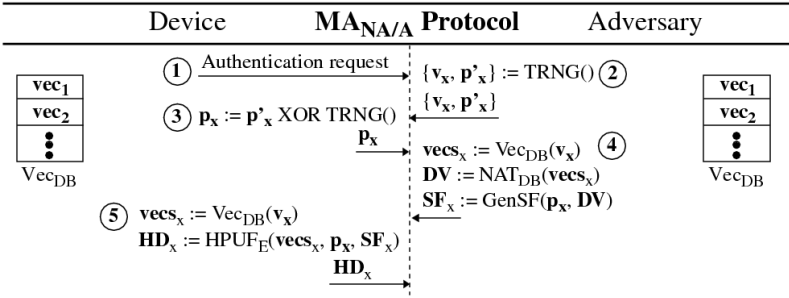 Device MA_NA/A Protocol Adversary
① Authentication request {v_x, p'_x} := TRNG() ②
{v_x, p'_x}
③ p_x := p'_x XOR TRNG()
p_x
vec_1
vec_2
Vec_DB
vecs_x := Vec_DB(v_x) ④
DV := NAT_DB(vecs_x)
SF_x := GenSF(p_x, DV)
vec_1
vec_2
Vec_DB
⑤ vecs_x := Vec_DB(v_x)
HD_x := HPUF_E(vecs_x, p_x, SF_x)
HD_x